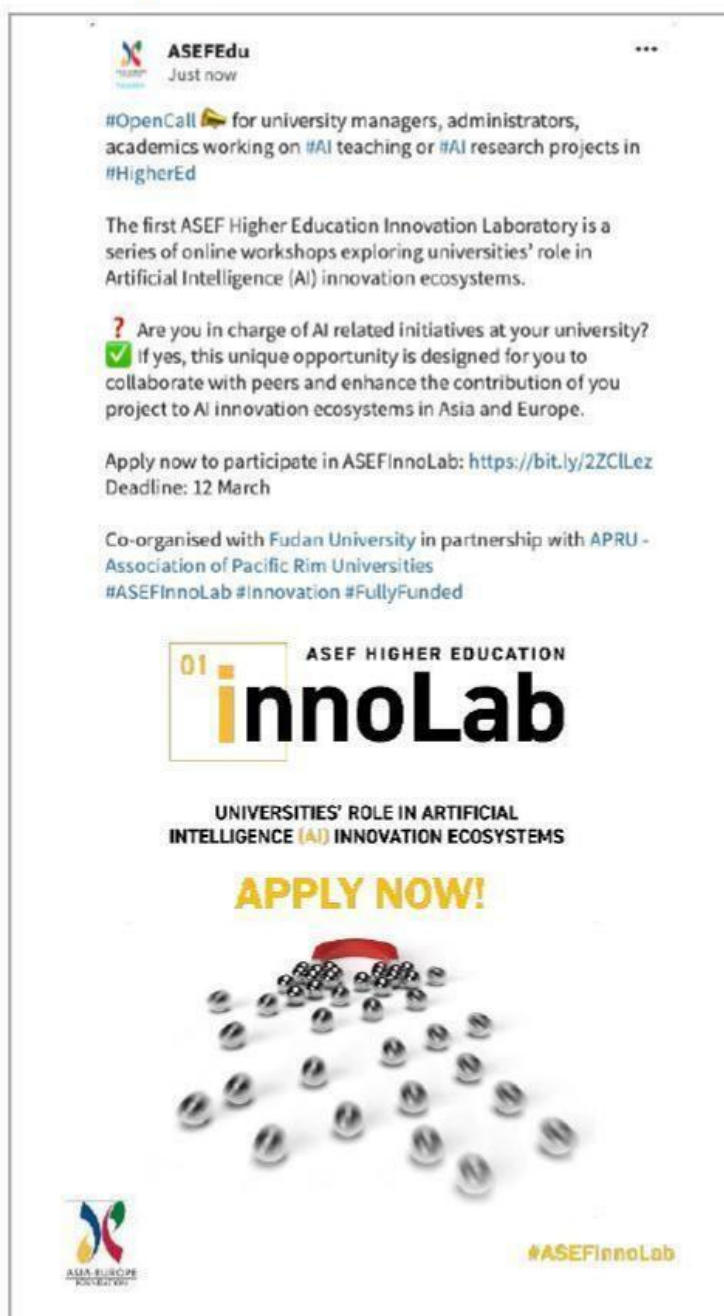 ASEFEdu
Just now
#OpenCall 📣 for university managers, administrators,
academics working on #AI teaching or #AI research projects in
#HigherEd
The first ASEF Higher Education Innovation Laboratory is a
series of online workshops exploring universities' role in
Artificial Intelligence (AI) innovation ecosystems.
❓ Are you in charge of AI related initiatives at your university?
✅ If yes, this unique opportunity is designed for you to
collaborate with peers and enhance the contribution of you
project to AI innovation ecosystems in Asia and Europe.
Apply now to participate in ASEFInnoLab: https://bit.ly/2ZClLez
Deadline: 12 March
Co-organised with Fudan University in partnership with APRU -
Association of Pacific Rim Universities
#ASEFInnoLab #Innovation #FullyFunded
01
ASEF HIGHER EDUCATION
innoLab
UNIVERSITIES' ROLE IN ARTIFICIAL
INTELLIGENCE (AI) INNOVATION ECOSYSTEMS
APPLY NOW!
ASIA-EUROPE
FOUNDATION
#ASEFInnoLab